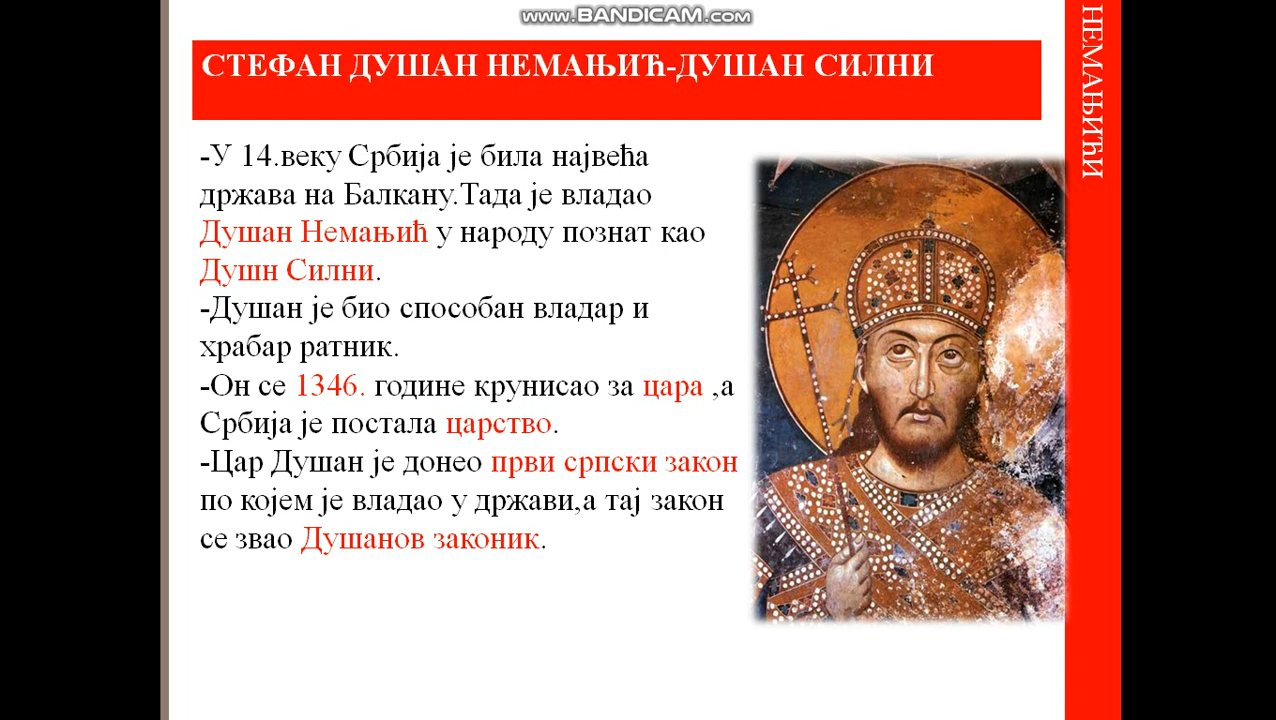 www.BANDICAM.com
СТЕФАН ДУШАН НЕМАЊИЋ-ДУШАН СИЛНИ
-У 14.веку Србија је била највећа
држава на Балкану.Тада је владао
Душан Немањић у народу познат као
Душн Силни.
-Душан је био способан владар и
храбар ратник.
-Он се 1346. године крунисао за цара ,а
Србија је постала царство.
-Цар Душан је донео први српски закон
по којем је владао у држави,а тај закон
се звао Душанов законик.
НЕМАЊИЋИ